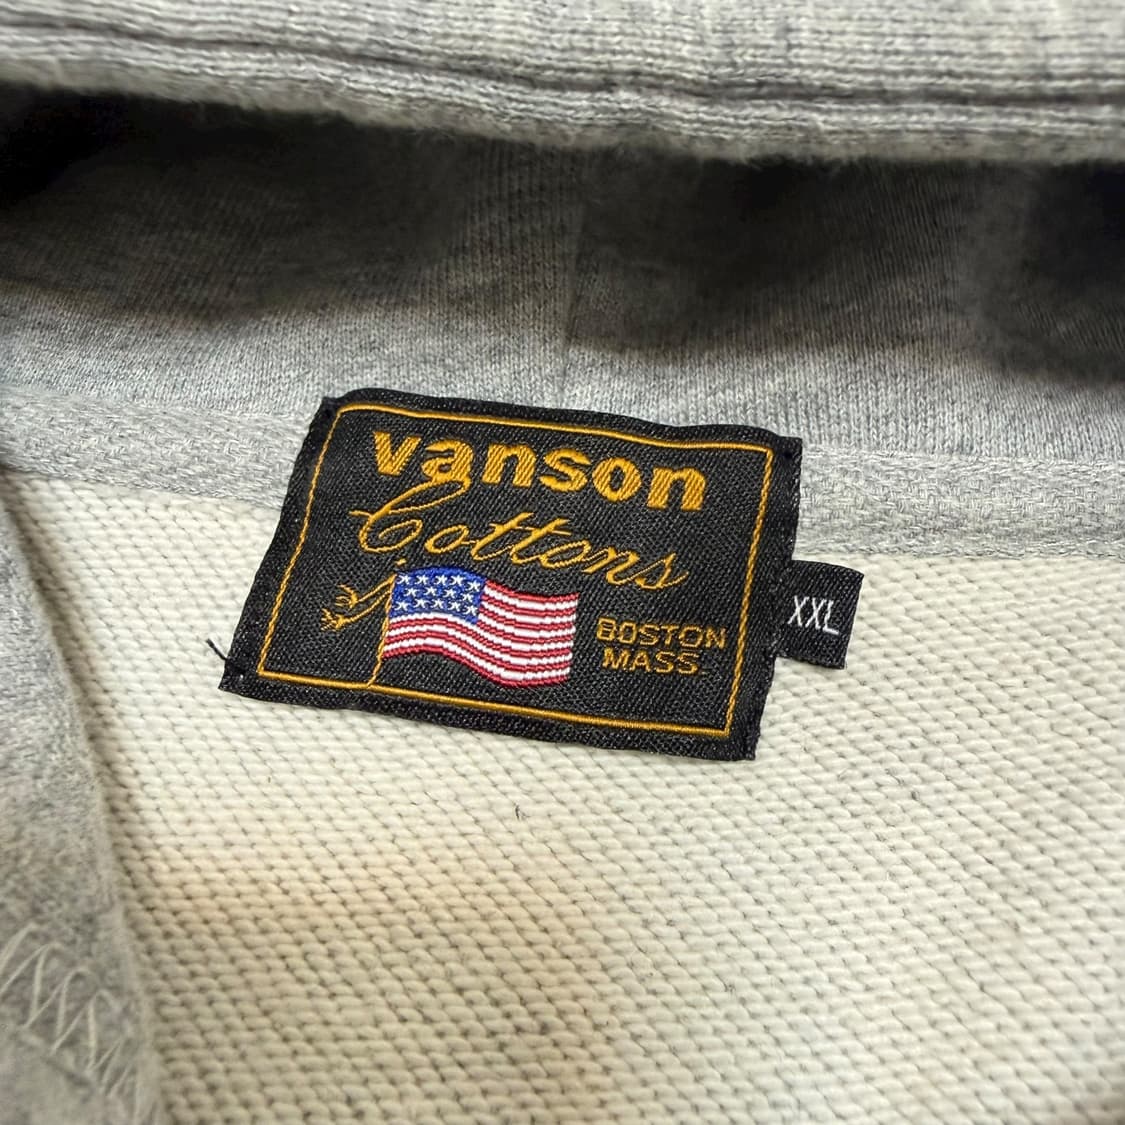 vanson
Cottons
BOSTON
MASS.
XXL